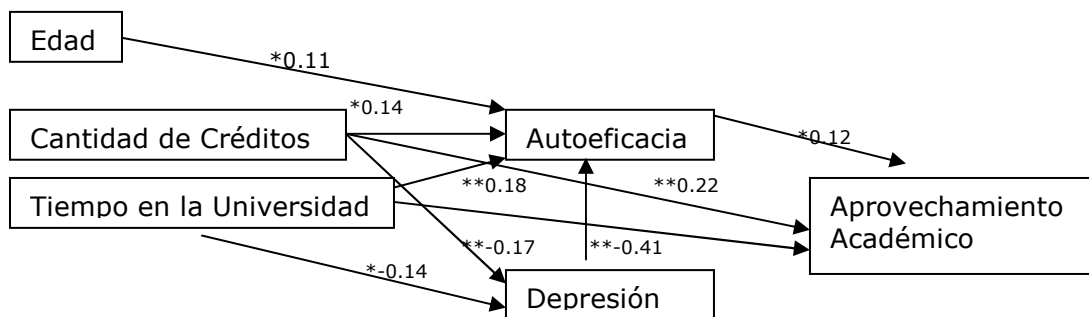 Edad
*0.11
*0.14
Cantidad de Créditos
Autoeficacia
*0.12
**0.18
**0.22
Tiempo en la Universidad
Aprovechamiento
Académico
**-0.17
**-0.41
*-0.14
Depresión